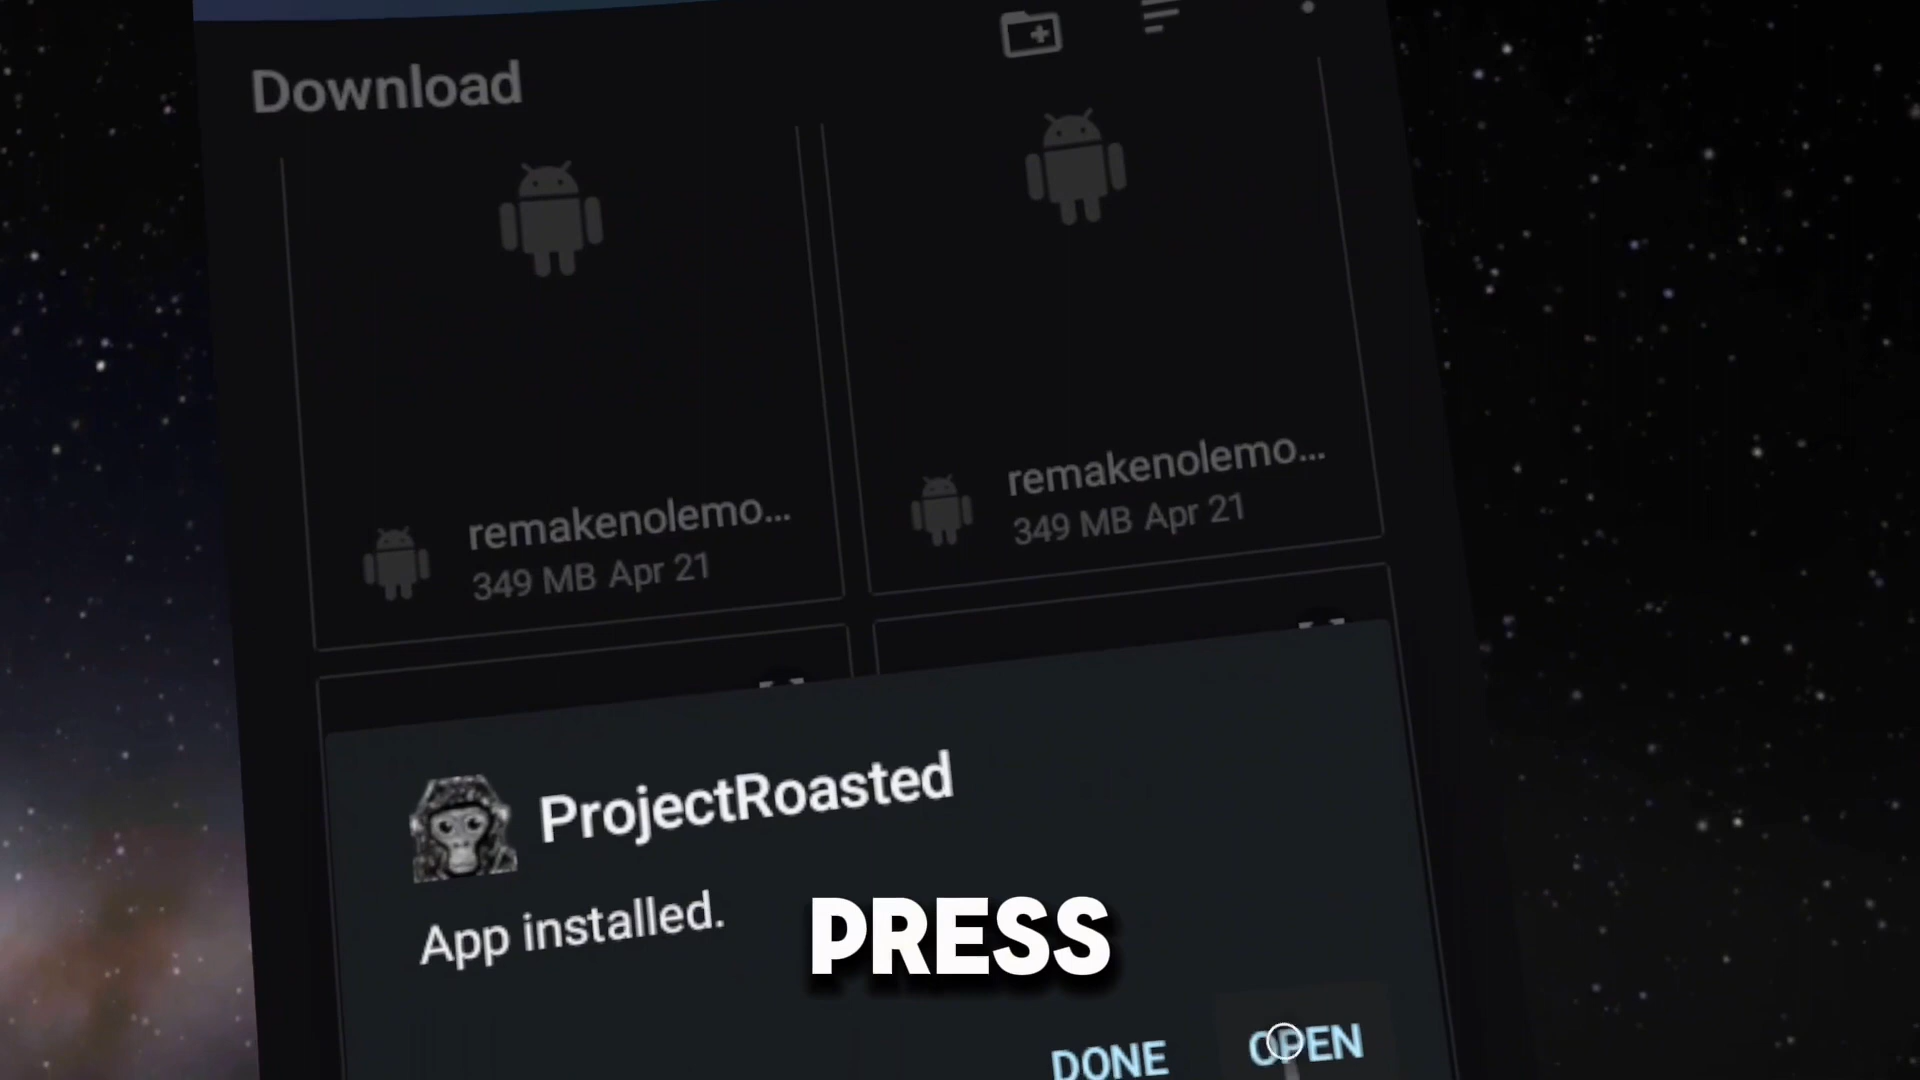 Download
remakenolemo...
349 MB Apr 21
remakenolemo...
349 MB Apr 21
ProjectRoasted
App installed.
PRESS
DONE
OPEN